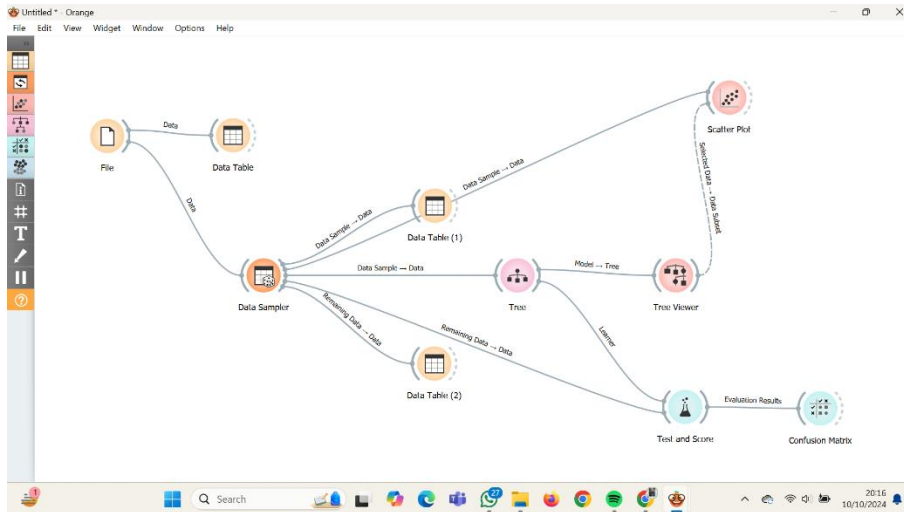 Untitled * - Orange
File Edit View Widget Window Options Help
Data
File
Data Table
Data
Data Sample → Data
Data Sample → Data
Scatter Plot
Selected Data → Data Subset
Data Table (1)
Data Sample → Data
Model → Tree
Data Sampler
Tree
Tree Viewer
Remaining Data → Data
Remaining Data → Data
Learner
Data Table (2)
Evaluation Results
Test and Score
Confusion Matrix
T
?
1
Search
27
20:16
10/10/2024